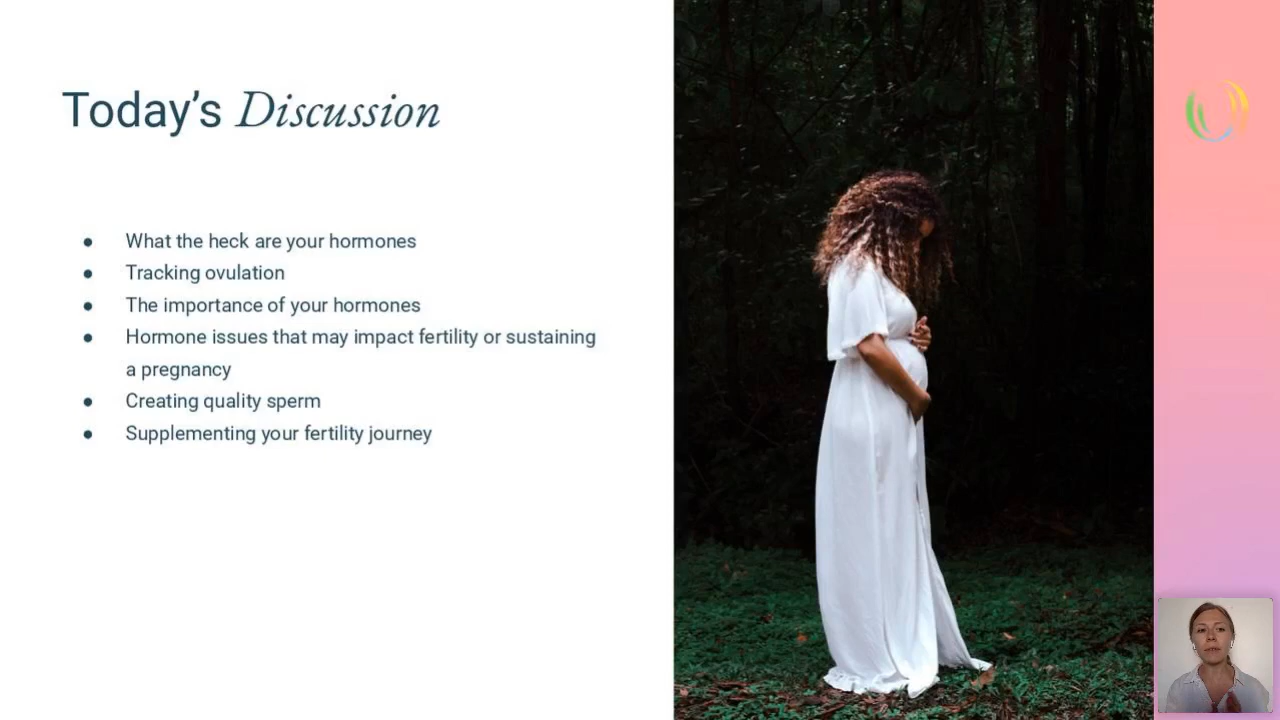 Today’s Discussion
● What the heck are your hormones
● Tracking ovulation
● The importance of your hormones
● Hormone issues that may impact fertility or sustaining
a pregnancy
● Creating quality sperm
● Supplementing your fertility journey